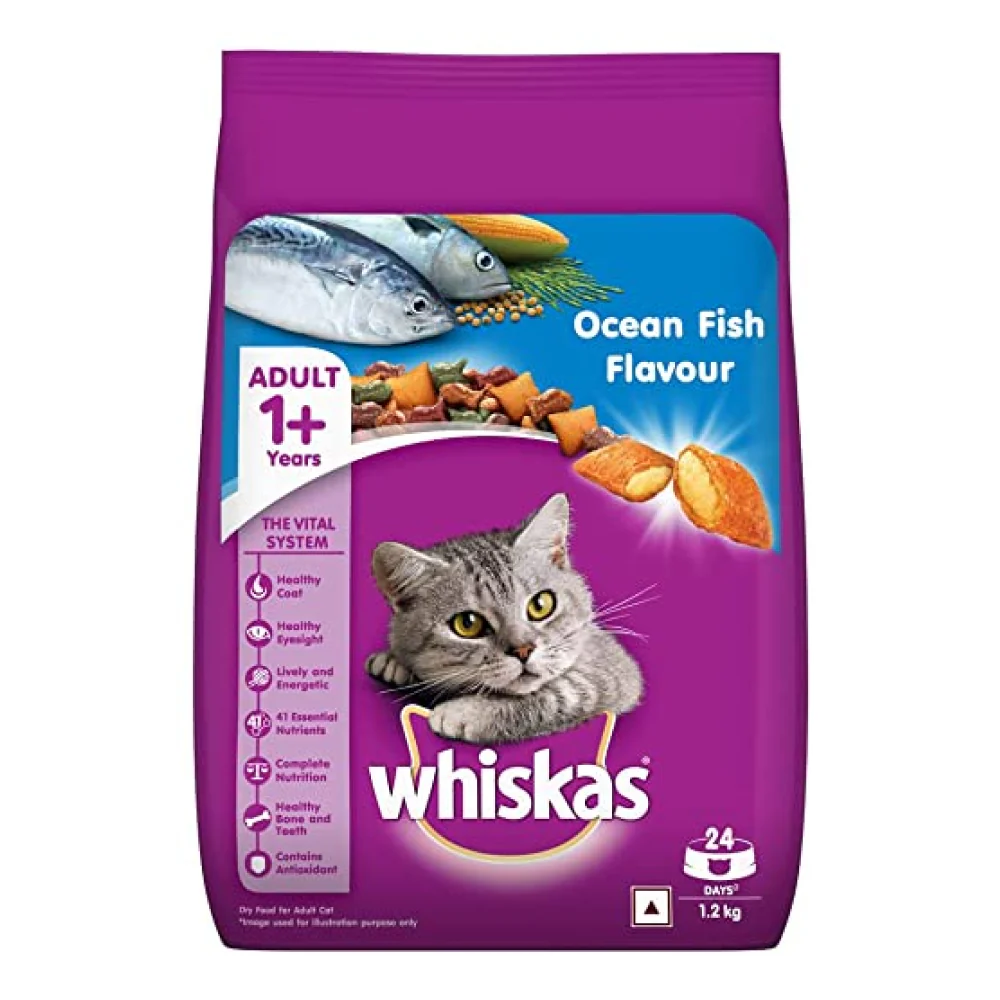 Ocean Fish
Flavour
ADULT
1+
Years
THE VITAL
SYSTEM
Healthy
Coat
Healthy
Eyesight
Lively and
Energetic
41
41 Essential
Nutrients
Complete
Nutrition
Healthy
Bone and
Teeth
Contains
Antioxidant
whiskas®
24
DAYS
1.2 kg
Dry Food for Adult Cat
*Image used for illustration purpose only